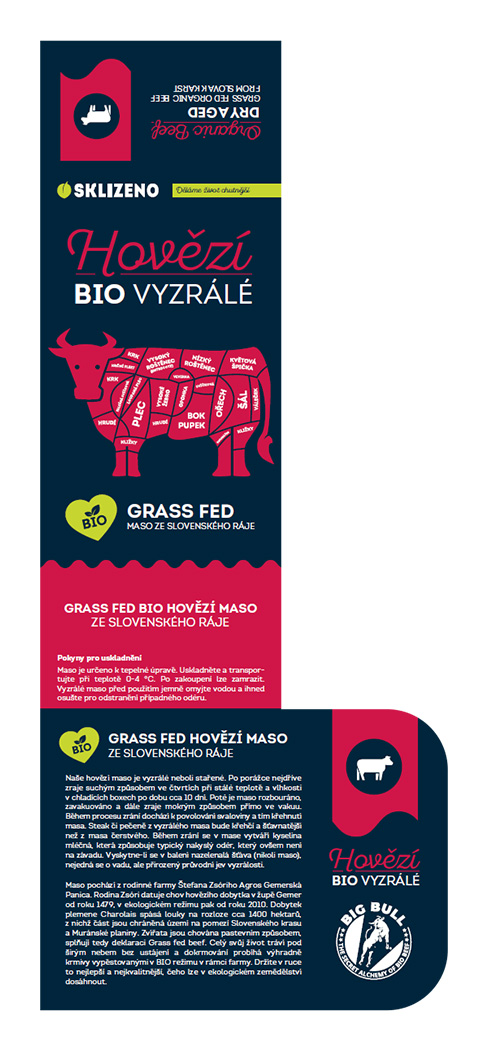 Organic Beef
DRY AGED
GRASS FED ORGANIC BEEF
FROM SLOVAK KARST
SKLIZENO
Děláme život chutnější
Hovězí
BIO VYZRÁLÉ
KRK
VYSOKÝ
ROŠTĚNEC
NÍZKÝ
ROŠTĚNEC
KVĚTOVÁ
ŠPIČKA
KRK
PLEC
VYSOKÉ
ŽEBRO
OŘECH
ŠÁL
VÁLEČEK
HRUDÍ
HRUDÍ
BOK
PUPEK
KLIŽKY
KLIŽKY
BIO
GRASS FED
MASO ZE SLOVENSKÉHO RÁJE
GRASS FED BIO HOVĚZÍ MASO
ZE SLOVENSKÉHO RÁJE
Pokyny pro uskladnění
Maso je určeno k tepelné úpravě. Uskladněte a transpor-
tujte při teplotě 0-4 °C. Po zakoupení lze zamrazit.
Vyzrálé maso před použitím jemně omyjte vodou a ihned
osušte pro odstranění případného odéru.
BIO
GRASS FED HOVĚZÍ MASO
ZE SLOVENSKÉHO RÁJE
Naše hovězí maso je vyzrálé neboli stařené. Po porážce nejdříve
zraje suchým způsobem ve čtvrtích při stálé teplotě a vlhkosti
v chladících boxech po dobu cca 10 dní. Poté je maso rozbouráno,
zavakuováno a dále zraje mokrým způsobem přímo ve vakuu.
Během procesu zrání dochází k povolování svaloviny a tím křehnutí
masa. Steak či pečeně z vyzrálého masa bude křehčí a šťavnatější
než z masa čerstvého. Během zrání se v mase vytváří kyselina
mléčná, která způsobuje typický nakyslý odér, který ovšem není
na závadu. Vyskytne-li se v balení nazelenalá šťáva (nikoli maso),
nejedná se o vadu, ale přirozený průvodní jev vyzrálosti.
Maso pochází z rodinné farmy Štefana Zsóriho Agros Gemerská
Panica. Rodina Zsóri datuje chov hovězího dobytka v župě Gemer
od roku 1479, v ekologickém režimu pak od roku 2010. Dobytek
plemene Charolais spásá louky na rozloze cca 1400 hektarů,
z nichž část jsou chráněná území na pomezí Slovenského krasu
a Muránské planiny. Zvířata jsou chována pastevním způsobem,
splňují tedy deklaraci Grass fed beef. Celý svůj život tráví pod
širým nebem bez ustájení a dokrmování probíhá výhradně
krmivy vypěstovanými v BIO režimu v rámci farmy. Držíte v ruce
to nejlepší a nejkvalitnější, čeho lze v ekologickém zemědělství
dosáhnout.
Hovězí
BIO VYZRÁLÉ
BIG BULL
THE SECRET ALCHEMY OF BIO BEEF